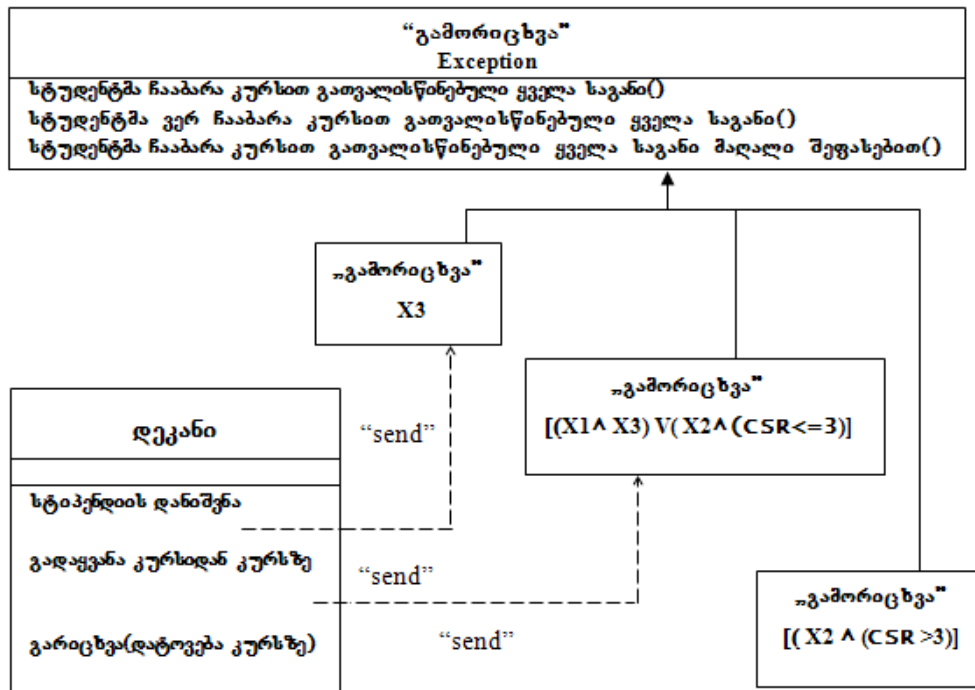 “გამორიცხვა”
Exception
სტუდენტმა ჩააბარა კურსით გათვალისწინებული ყველა საგანი()
სტუდენტმა ვერ ჩააბარა კურსით გათვალისწინებული ყველა საგანი()
სტუდენტმა ჩააბარა კურსით გათვალისწინებული ყველა საგანი მაღალი შეფასებით()
„გამორიცხვა”
X3
„გამორიცხვა”
[(X1^ X3) V( X2^(CSR<=3)]
დეკანი
“send”
სტიპენდიის დანიშვნა
გადაყვანა კურსიდან კურსზე
“send”
„გამორიცხვა”
[( X2 ^ (CSR >3)]
გარიცხვა(დატოვება კურსზე)
“send”